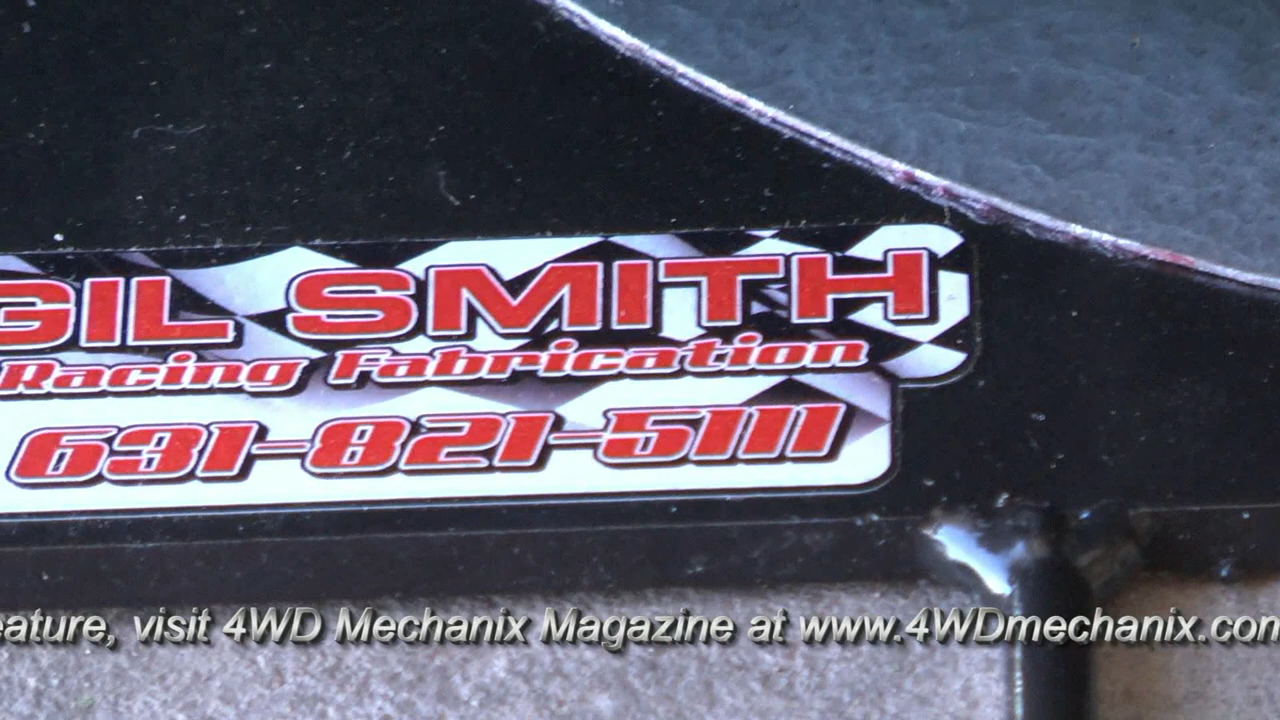 GIL SMITH
Racing Fabrication
631-821-5111
eature, visit 4WD Mechanix Magazine at www.4WDmechanix.com